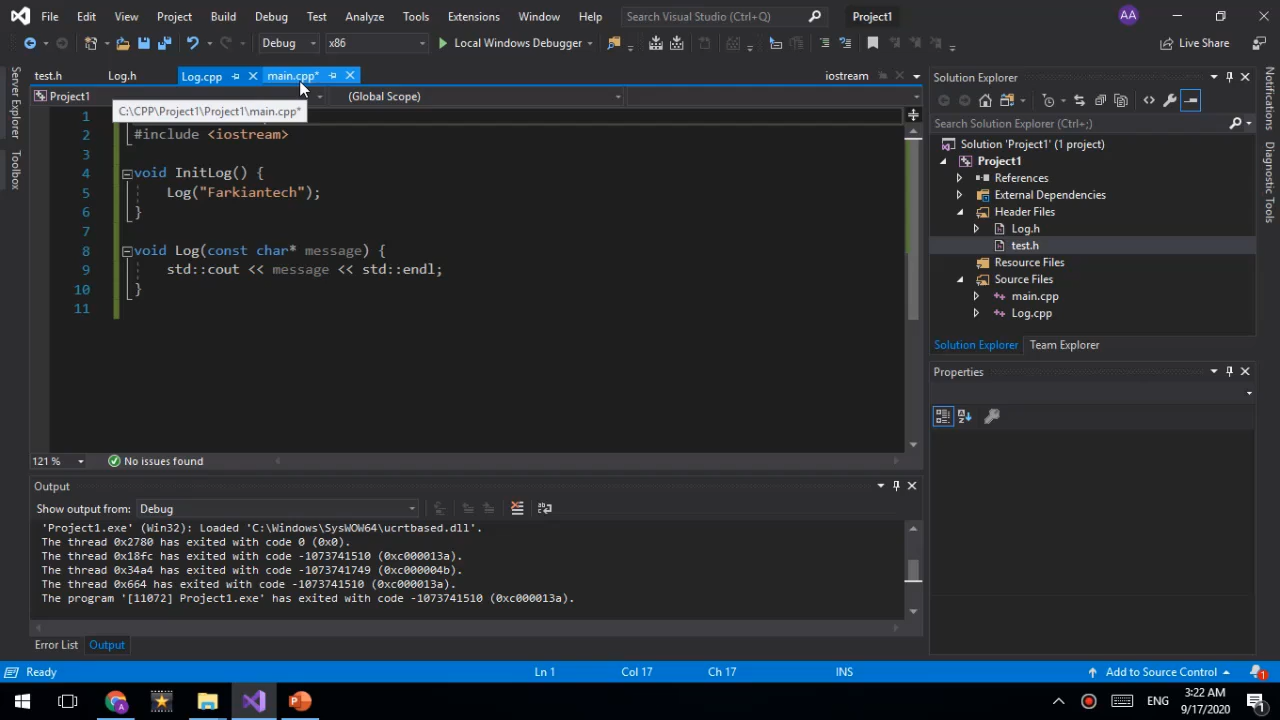 File Edit View Project Build Debug Test Analyze Tools Extensions Window Help Search Visual Studio (Ctrl+Q) Project1 AA
Debug x86 Local Windows Debugger Live Share
test.h Log.h Log.cpp main.cpp* iostream
Project1 (Global Scope)
C:\CPP\Project1\Project1\main.cpp*
1
2 #include <iostream>
3
4 void InitLog() {
5 Log("Farkiantech");
6 }
7
8 void Log(const char* message) {
9 std::cout << message << std::endl;
10 }
11
121 % No issues found
Output
Show output from: Debug
'Project1.exe' (Win32): Loaded 'C:\Windows\SysWOW64\ucrtbased.dll'.
The thread 0x2780 has exited with code 0 (0x0).
The thread 0x18fc has exited with code -1073741510 (0xc000013a).
The thread 0x34a4 has exited with code -1073741749 (0xc000004b).
The thread 0x664 has exited with code -1073741510 (0xc000013a).
The program '[11072] Project1.exe' has exited with code -1073741510 (0xc000013a).
Error List Output
Server Explorer
Toolbox
Solution Explorer
Search Solution Explorer (Ctrl+;)
Solution 'Project1' (1 project)
Project1
References
External Dependencies
Header Files
Log.h
test.h
Resource Files
Source Files
main.cpp
Log.cpp
Solution Explorer Team Explorer
Properties
Notifications
Diagnostic Tools
Ready Ln 1 Col 17 Ch 17 INS Add to Source Control 1
ENG 3:22 AM
9/17/2020 1